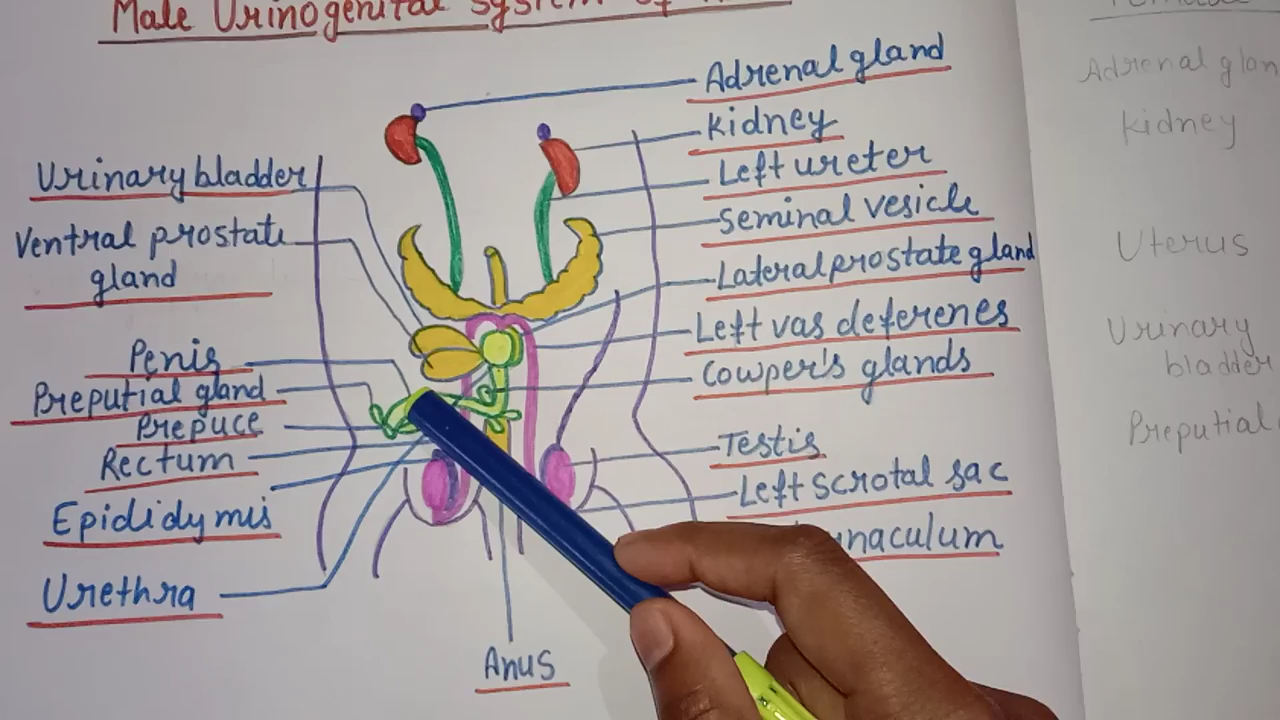 Male Urinogenital system of
Adrenal gland
Kidney
Left ureter
Seminal vesicle
Lateral prostate gland
Left vas deferenes
Cowper's glands
Testis
Left scrotal sac
Urinary bladder
Ventral prostate
gland
Penis
Preputial gland
Prepuce
Rectum
Epididymis
Urethra
Anus
Adrenal glan
Kidney
Uterus
Urinary
bladder
Preputial